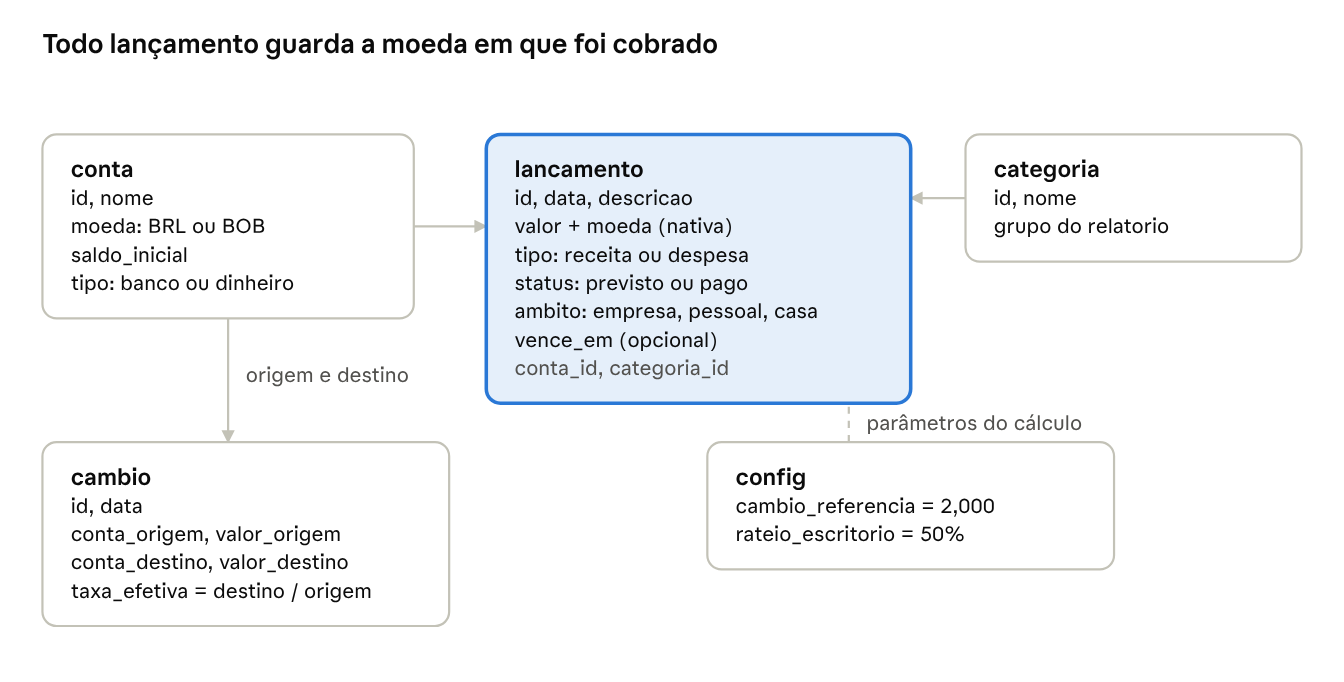 Todo lançamento guarda a moeda em que foi cobrado
conta
id, nome
moeda: BRL ou BOB
saldo_inicial
tipo: banco ou dinheiro
lancamento
id, data, descricao
valor + moeda (nativa)
tipo: receita ou despesa
status: previsto ou pago
ambito: empresa, pessoal, casa
vence_em (opcional)
conta_id, categoria_id
categoria
id, nome
grupo do relatorio
origem e destino
parâmetros do cálculo
cambio
id, data
conta_origem, valor_origem
conta_destino, valor_destino
taxa_efetiva = destino / origem
config
cambio_referencia = 2,000
rateio_escritorio = 50%